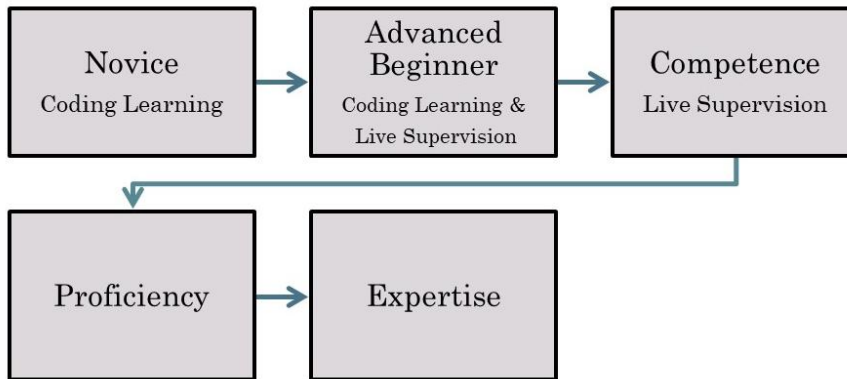 Novice
Coding Learning
Advanced
Beginner
Coding Learning &
Live Supervision
Competence
Live Supervision
Proficiency
Expertise